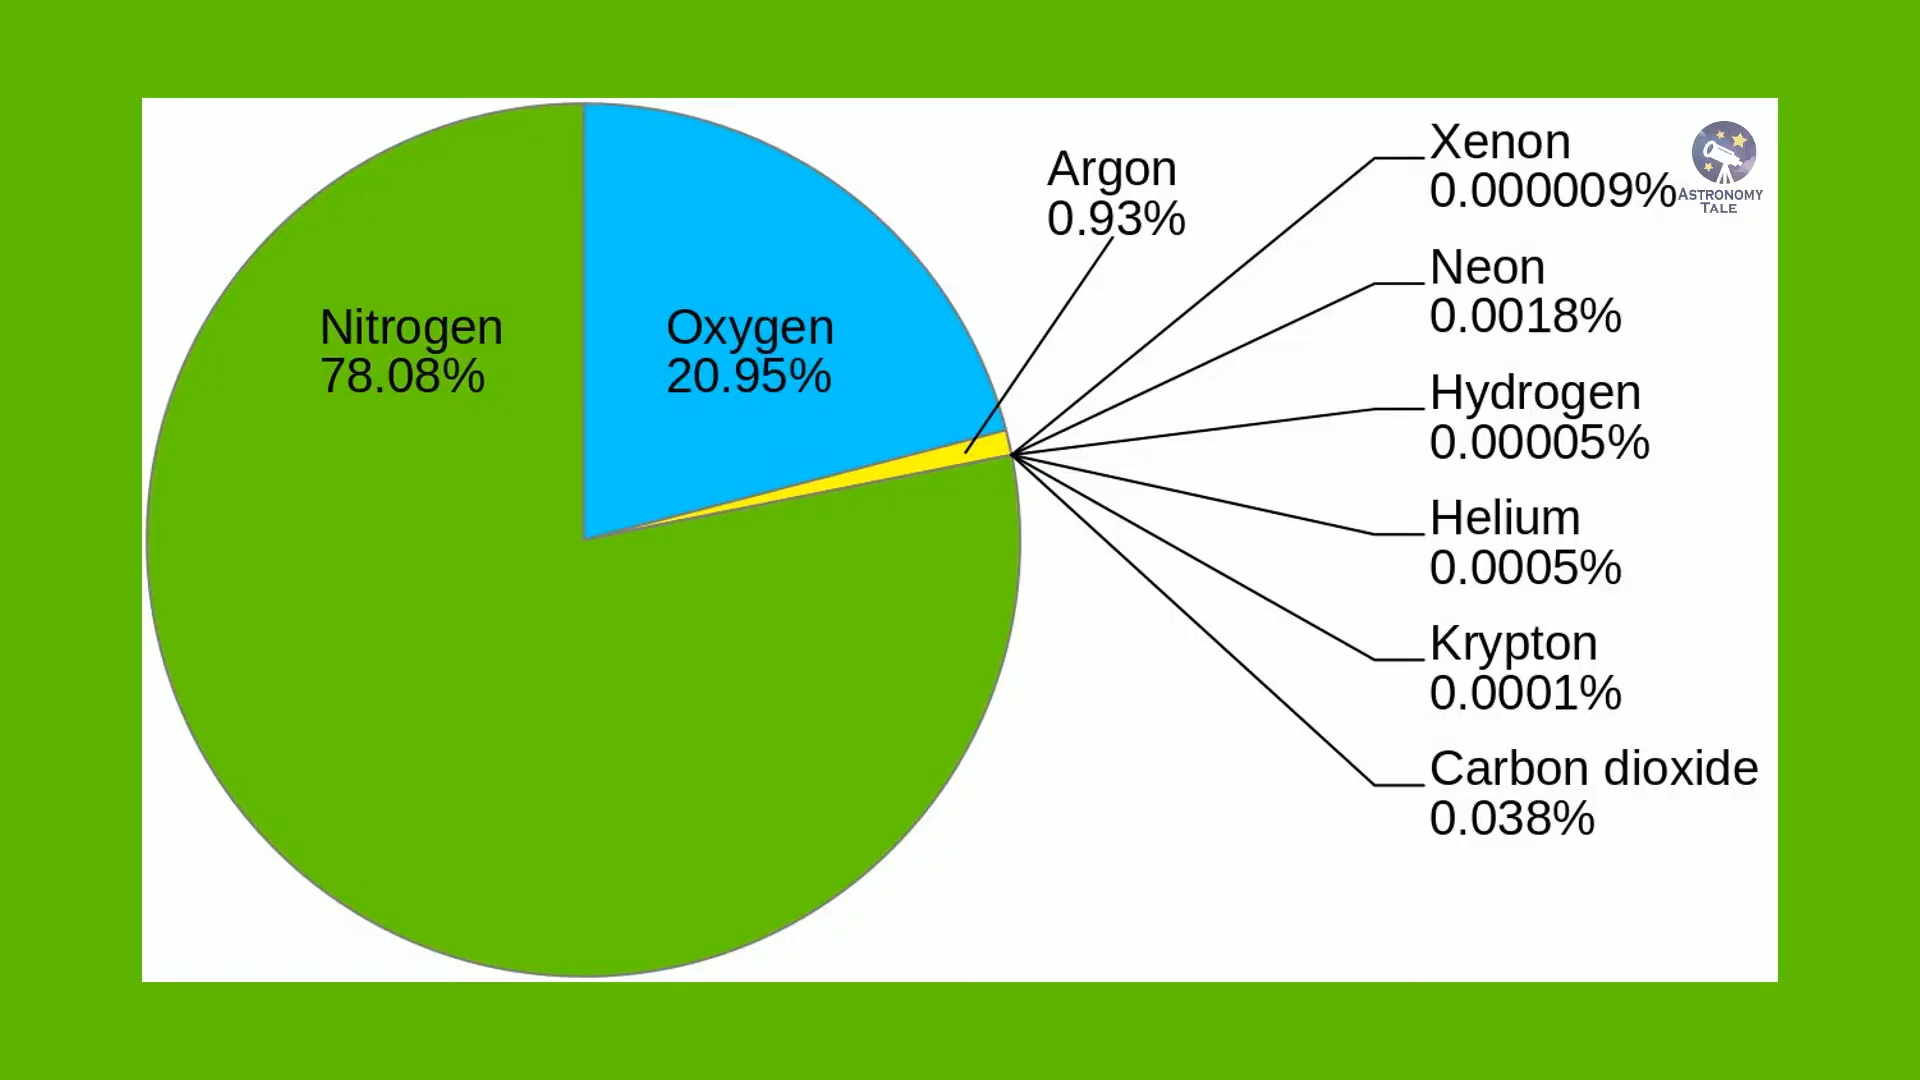 Nitrogen
78.08%
Oxygen
20.95%
Argon
0.93%
Xenon
0.000009%
Neon
0.0018%
Hydrogen
0.00005%
Helium
0.0005%
Krypton
0.0001%
Carbon dioxide
0.038%
ASTRONOMY
TALE